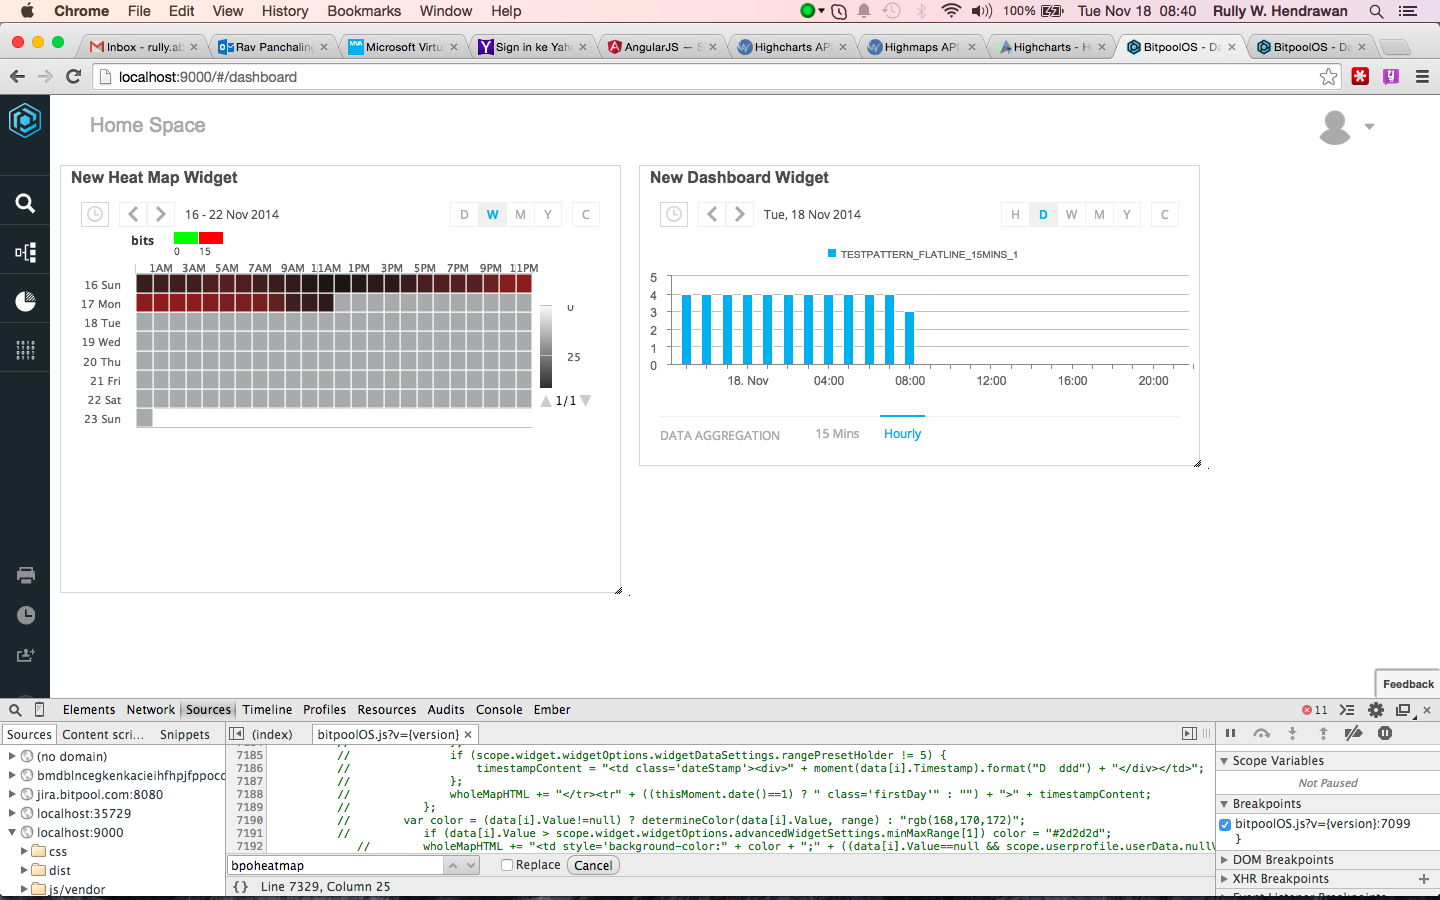 Chrome File Edit View History Bookmarks Window Help 100% Tue Nov 18 08:40 Rully W. Hendrawan
Inbox - rully.ab Rav Panchaling Microsoft Virtu Sign in ke Yaho AngularJS — S Highcharts API Highmaps API Highcharts - H BitpoolOS - Da BitpoolOS - Da
localhost:9000/#/dashboard
Home Space
New Heat Map Widget
16 - 22 Nov 2014 D W M Y C
bits
0 15
1AM 3AM 5AM 7AM 9AM 11AM 1PM 3PM 5PM 7PM 9PM 11PM
16 Sun
17 Mon
18 Tue
19 Wed
20 Thu
21 Fri
22 Sat
23 Sun
0
25
1/1
New Dashboard Widget
Tue, 18 Nov 2014 H D W M Y C
TESTPATTERN_FLATLINE_15MINS_1
5
4
3
2
1
0
18. Nov 04:00 08:00 12:00 16:00 20:00
DATA AGGREGATION 15 Mins Hourly
Feedback
Elements Network Sources Timeline Profiles Resources Audits Console Ember 11
Sources Content scri... Snippets (index) bitpoolOS.js?v={version}
(no domain)
bmdblncegkenkacieihfhpjfppoco
jira.bitpool.com:8080
localhost:35729
localhost:9000
css
dist
js/vendor
7185 // if (scope.widget.widgetOptions.widgetDataSettings.rangePresetHolder != 5) {
7186 // timestampContent = "<td class='dateStamp'><div>" + moment(data[i].Timestamp).format("D ddd") + "</div></td>";
7187 // };
7188 // wholeMapHTML += "</tr><tr" + ((thisMoment.date()==1) ? " class='firstDay'" : "") + ">" + timestampContent;
7189 // };
7190 // var color = (data[i].Value!=null) ? determineColor(data[i].Value, range) : "rgb(168,170,172)";
7191 // if (data[i].Value > scope.widget.widgetOptions.advancedWidgetSettings.minMaxRange[1]) color = "#2d2d2d";
7192 // wholeMapHTML += "<td style='background-color:" + color + ";" + ((data[i].Value==null && scope.userprofile.userData.nullV
bpoheatmap Replace Cancel
{} Line 7329, Column 25
Scope Variables
Not Paused
Breakpoints
bitpoolOS.js?v={version}:7099
}
DOM Breakpoints
XHR Breakpoints
Event Listener Breakpoints